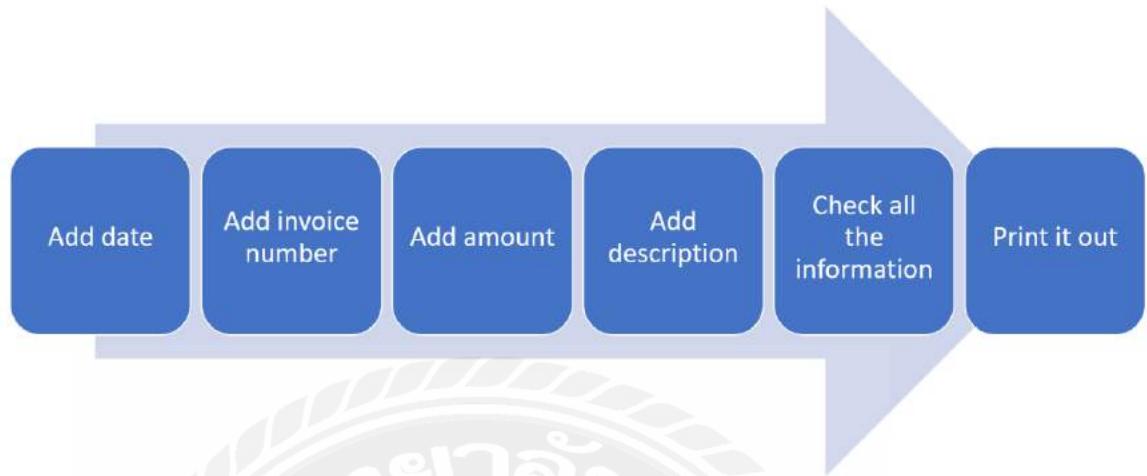 Add date
Add invoice
number
Add amount
Add
description
Check all
the
information
Print it out